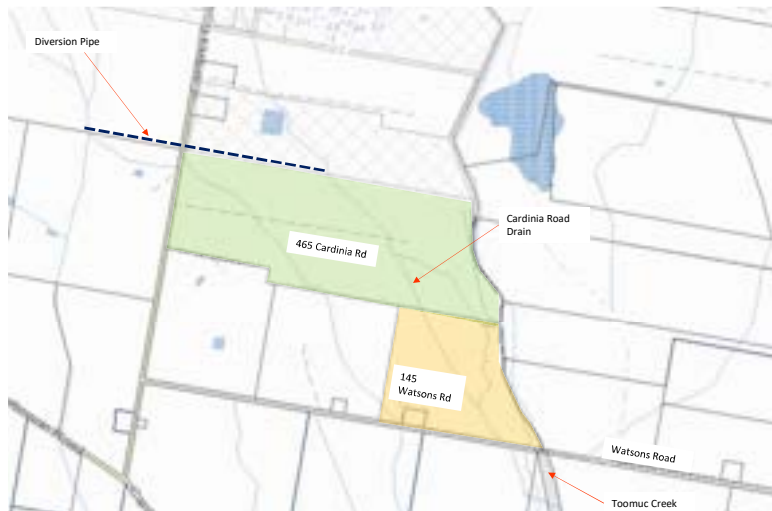 Diversion Pipe
Cardinia Road
Drain
465 Cardinia Rd
145
Watsons Rd
Watsons Road
Toomuc Creek